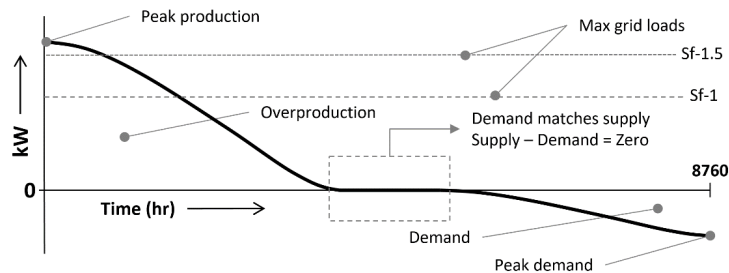 Peak production
Max grid loads
Sf-1.5
Sf-1
Overproduction
Demand matches supply
Supply – Demand = Zero
kW
8760
0
Time (hr)
Demand
Peak demand